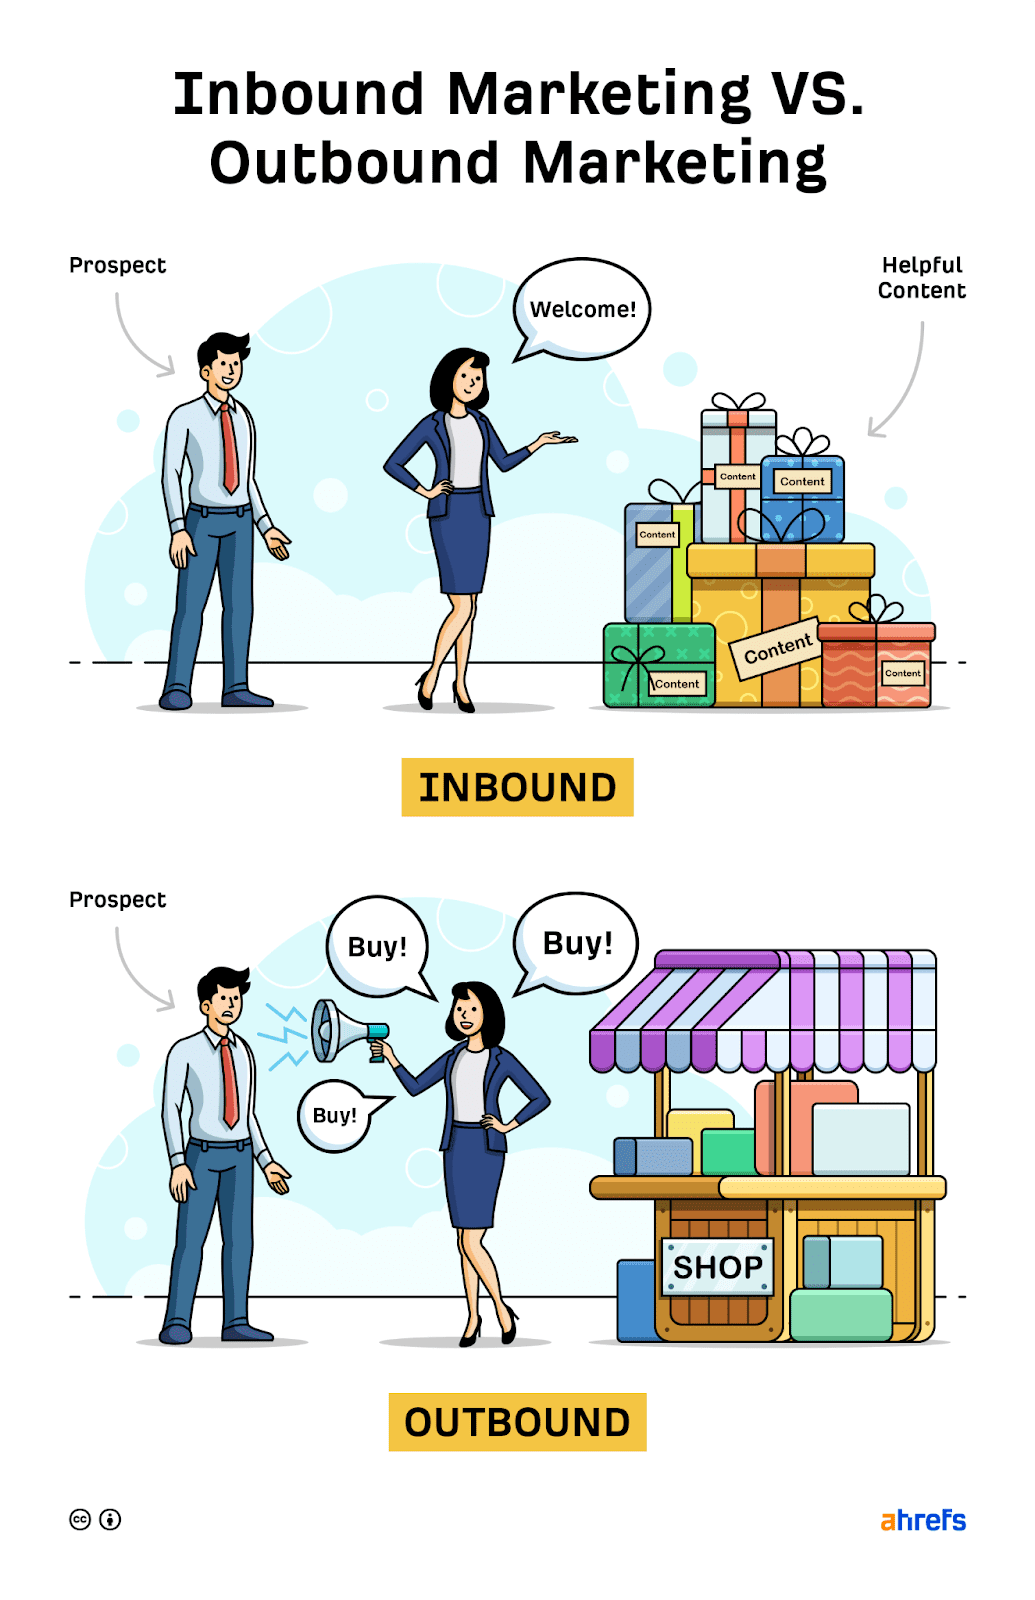 Inbound Marketing VS.
Outbound Marketing
Prospect
Helpful
Content
Welcome!
Content
Content
Content
Content
Content
Content
INBOUND
Prospect
Buy!
Buy!
Buy!
SHOP
OUTBOUND
cc
ahrefs